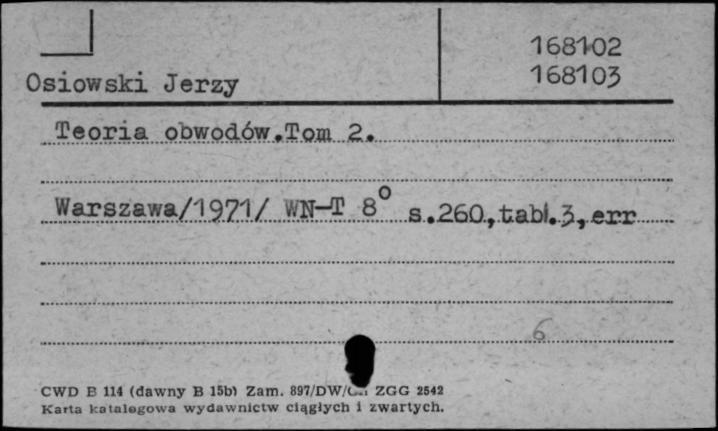 168102
168103
Osiowski Jerzy
Teoria obwodów.Tom 2.
Warszawa/1971/ WN-T 8° s.260,tabl.3,err
6
CWD B 114 (dawny B 15b) Zam. 897/DW/ ZGG 2542
Karta katalogowa wydawnictw ciągłych i zwartych.